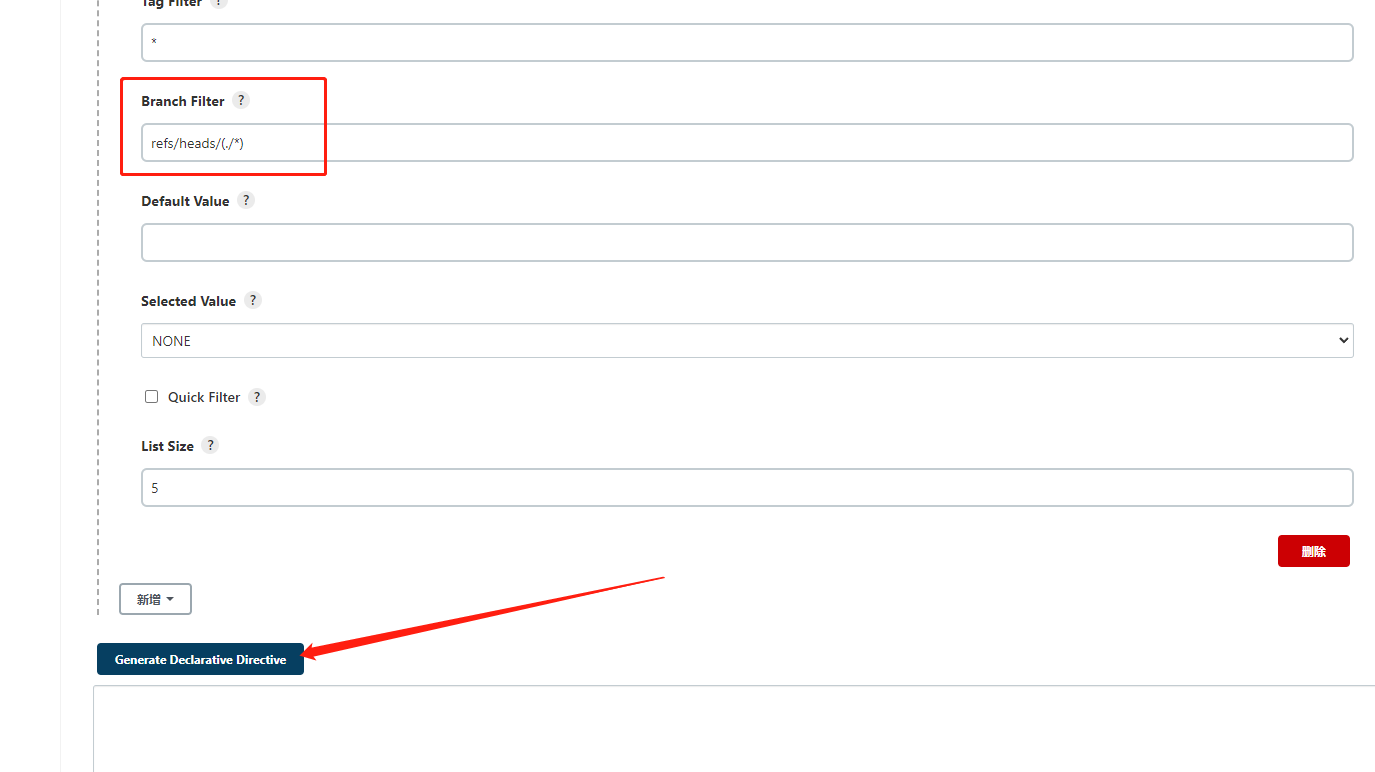 Tag Filter ?
*
Branch Filter ?
refs/heads/(./*)
Default Value ?
Selected Value ?
NONE
Quick Filter ?
List Size ?
5
删除
新增
Generate Declarative Directive